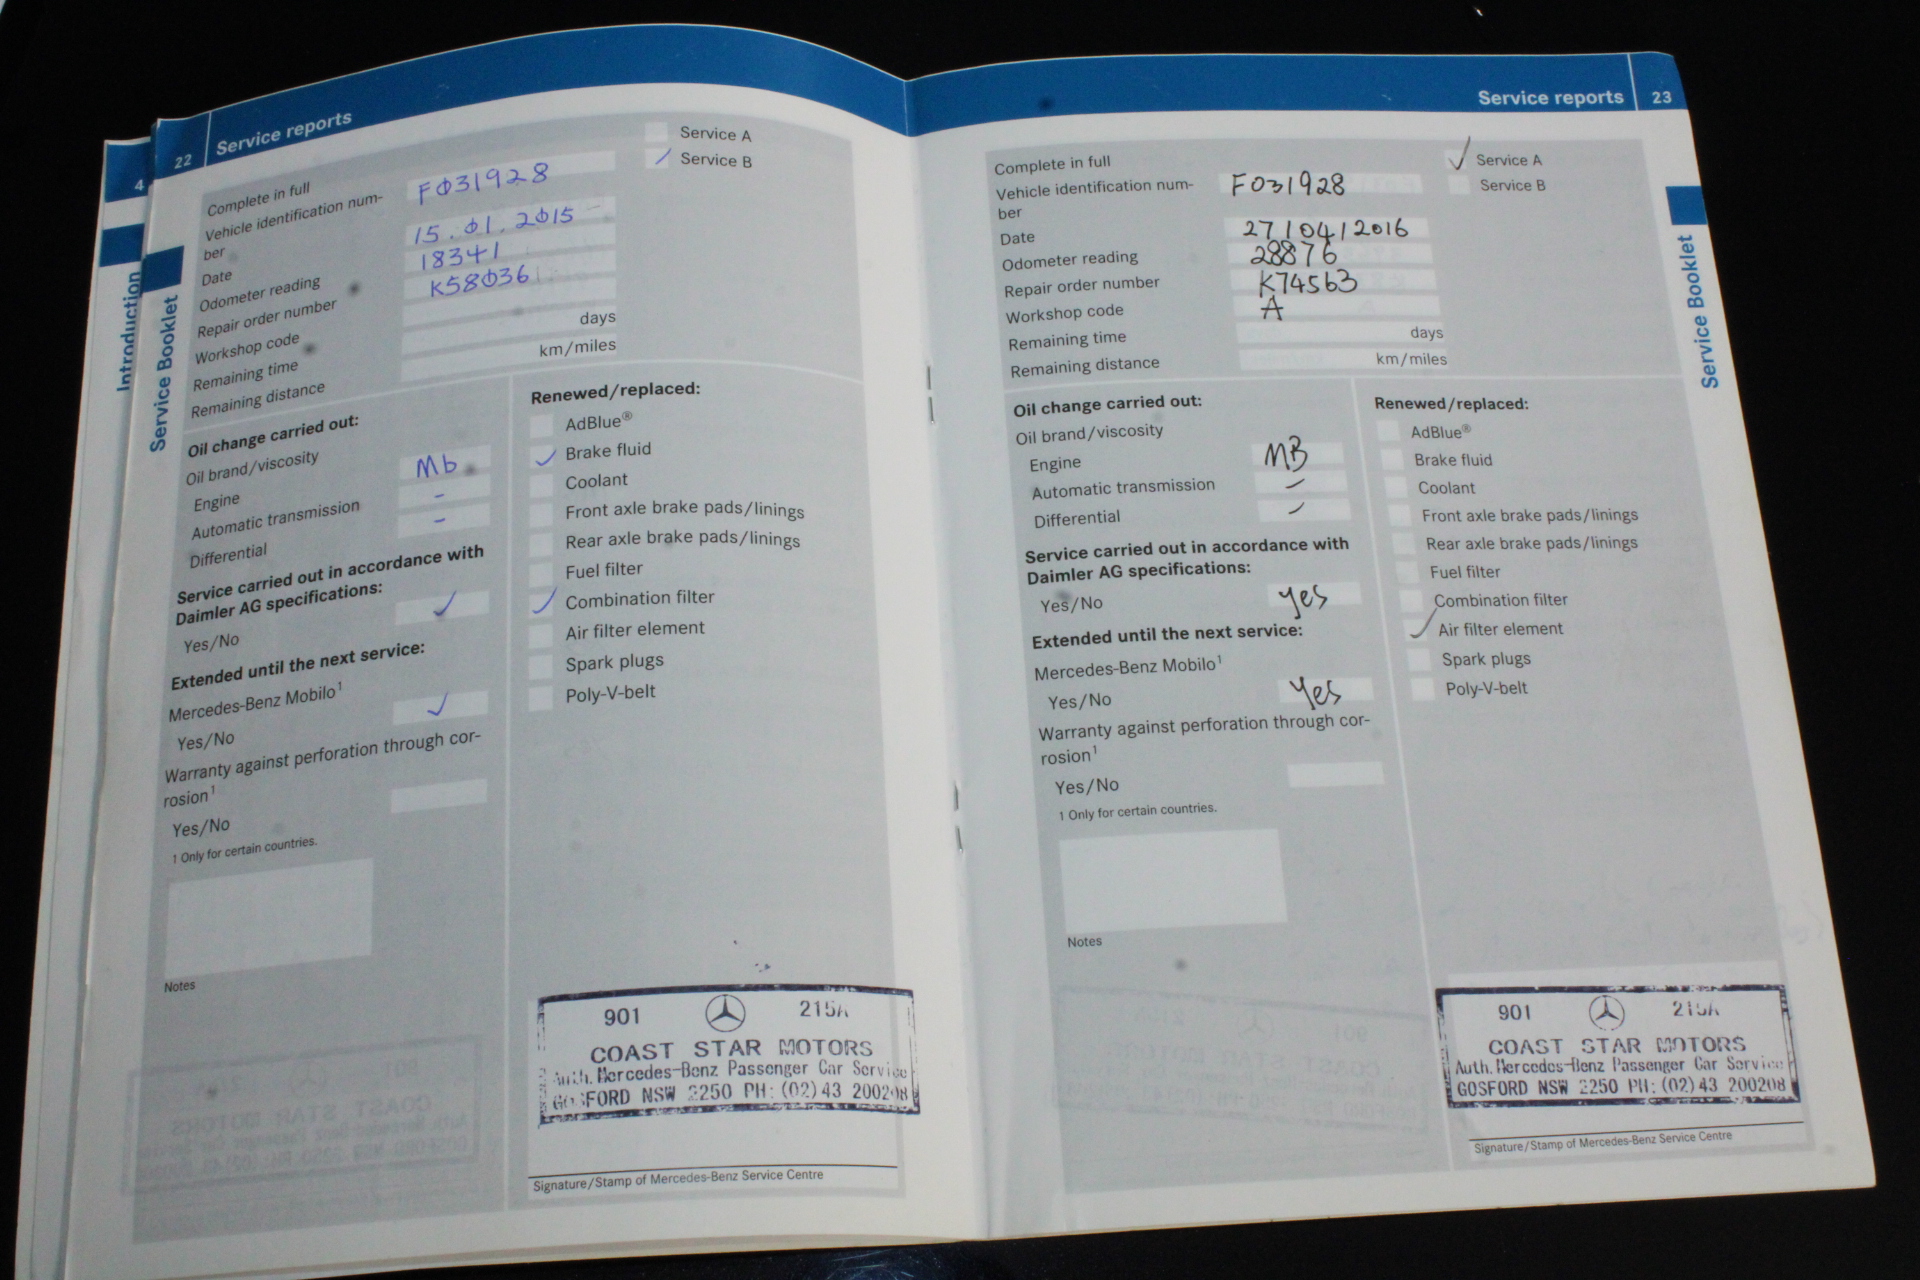 4
Introduction
22 Service reports
Service Booklet
Service A
✓ Service B
Complete in full
Vehicle identification num-
ber
F031928
Date 15.01.2015
Odometer reading 18341
Repair order number K58036
Workshop code
Remaining time days
Remaining distance km/miles
Oil change carried out:
Oil brand/viscosity
Engine Mb
Automatic transmission -
Differential -
Service carried out in accordance with
Daimler AG specifications:
Yes/No ✓
Extended until the next service:
Mercedes-Benz Mobilo¹
Yes/No ✓
Warranty against perforation through cor-
rosion¹
Yes/No
1 Only for certain countries.
Notes
Renewed/replaced:
AdBlue®
✓ Brake fluid
Coolant
Front axle brake pads/linings
Rear axle brake pads/linings
Fuel filter
✓ Combination filter
Air filter element
Spark plugs
Poly-V-belt
901 215A
COAST STAR MOTORS
Auth. Mercedes-Benz Passenger Car Service
GOSFORD NSW 2250 PH: (02) 43 200208
Signature/Stamp of Mercedes-Benz Service Centre
Service reports 23
Service Booklet
✓ Service A
Service B
Complete in full
Vehicle identification num-
ber
F031928
Date 27/04/2016
Odometer reading 28876
Repair order number K74563
Workshop code A
Remaining time days
Remaining distance km/miles
Oil change carried out:
Oil brand/viscosity
Engine MB
Automatic transmission -
Differential -
Service carried out in accordance with
Daimler AG specifications:
Yes/No yes
Extended until the next service:
Mercedes-Benz Mobilo¹
Yes/No Yes
Warranty against perforation through cor-
rosion¹
Yes/No
1 Only for certain countries.
Notes
Renewed/replaced:
AdBlue®
Brake fluid
Coolant
Front axle brake pads/linings
Rear axle brake pads/linings
Fuel filter
Combination filter
✓ Air filter element
Spark plugs
Poly-V-belt
901 215A
COAST STAR MOTORS
Auth. Mercedes-Benz Passenger Car Service
GOSFORD NSW 2250 PH: (02) 43 200208
Signature/Stamp of Mercedes-Benz Service Centre